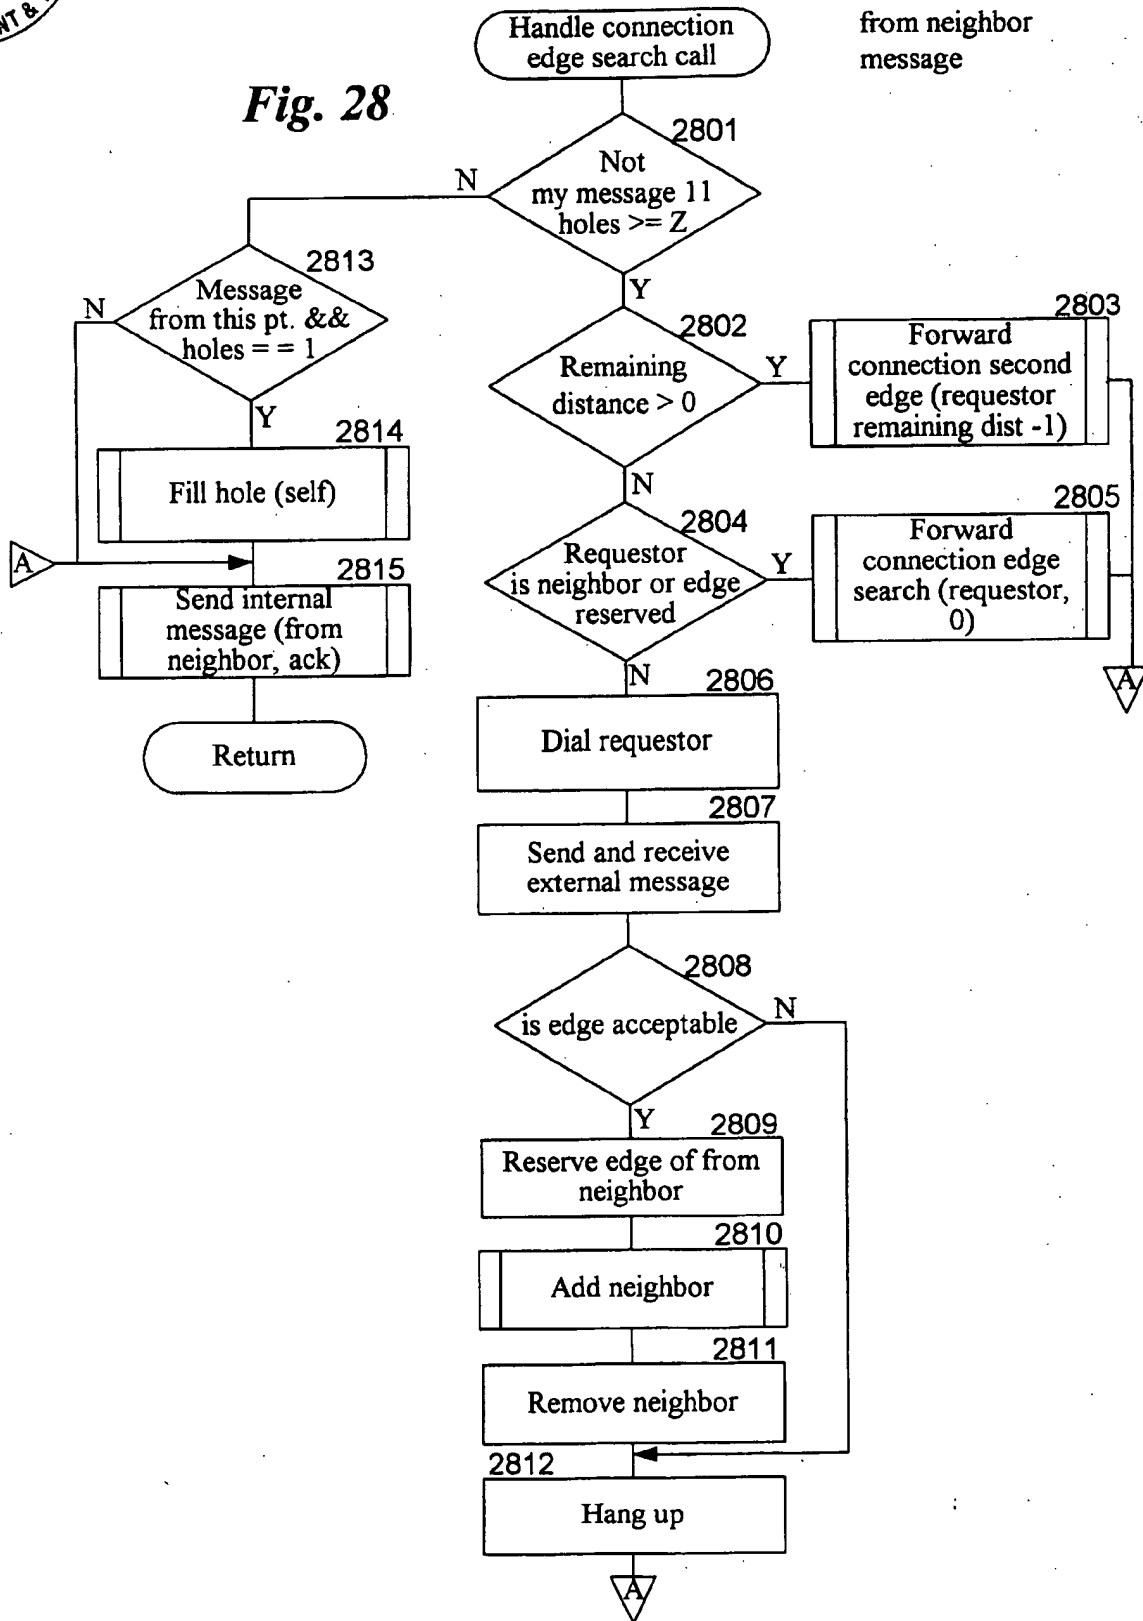 NT &
Handle connection
edge search call
from neighbor
message
Fig. 28
2801
Not
my message 11
holes >= Z
N
Y
2813
Message
from this pt. &&
holes = = 1
N
Y
2802
Remaining
distance > 0
Y
N
2803
Forward
connection second
edge (requestor
remaining dist -1)
2814
Fill hole (self)
2804
Requestor
is neighbor or edge
reserved
Y
N
2805
Forward
connection edge
search (requestor,
0)
A
2815
Send internal
message (from
neighbor, ack)
Return
A
2806
Dial requestor
2807
Send and receive
external message
2808
is edge acceptable
N
Y
2809
Reserve edge of from
neighbor
2810
Add neighbor
2811
Remove neighbor
2812
Hang up
A